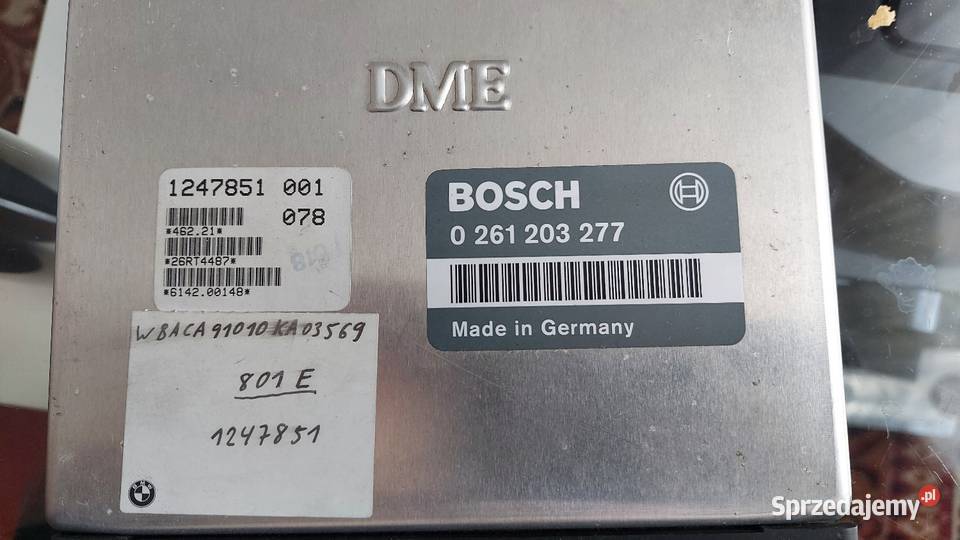 DME
1247851 001
078
*462.21*
*26RT4487*
*6142.00148*
BOSCH
0 261 203 277
Made in Germany
WBACA91010KA03569
801 E
1247851
BMW
Sprzedajemy.pl